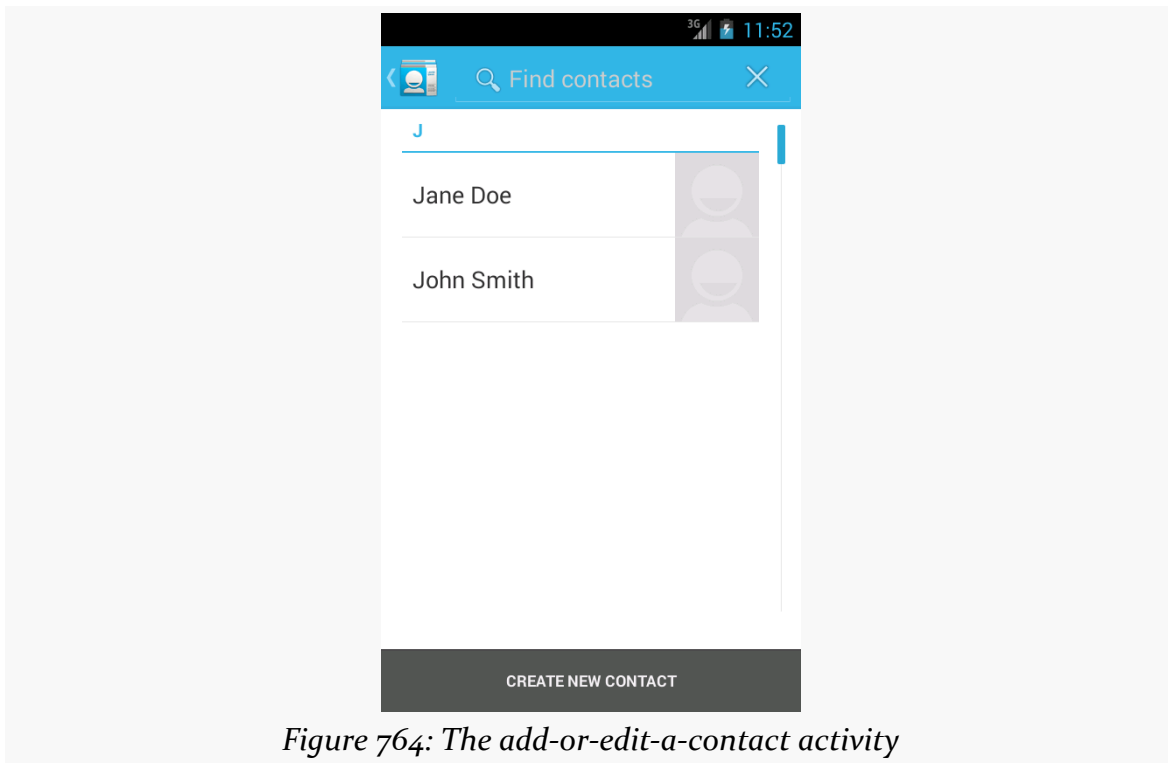 3G 11:52
Find contacts
J
Jane Doe
John Smith
CREATE NEW CONTACT
Figure 764: The add-or-edit-a-contact activity